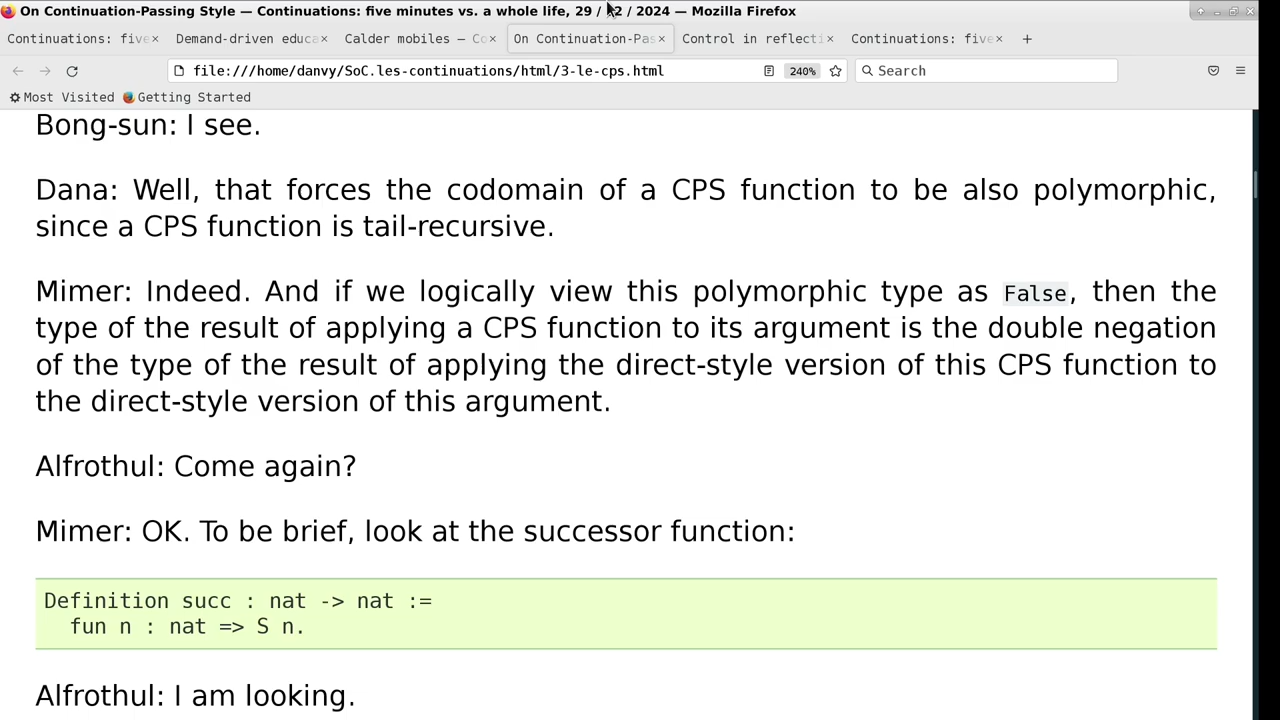 On Continuation-Passing Style — Continuations: five minutes vs. a whole life, 29 / 2 / 2024 — Mozilla Firefox
Continuations: five× Demand-driven educa× Calder mobiles — Co× On Continuation-Pas× Control in reflecti× Continuations: five× +
file:///home/danvy/SoC.les-continuations/html/3-le-cps.html 240% Search
Most Visited Getting Started
Bong-sun: I see.
Dana: Well, that forces the codomain of a CPS function to be also polymorphic,
since a CPS function is tail-recursive.
Mimer: Indeed. And if we logically view this polymorphic type as False, then the
type of the result of applying a CPS function to its argument is the double negation
of the type of the result of applying the direct-style version of this CPS function to
the direct-style version of this argument.
Alfrothul: Come again?
Mimer: OK. To be brief, look at the successor function:
Definition succ : nat -> nat :=
fun n : nat => S n.
Alfrothul: I am looking.